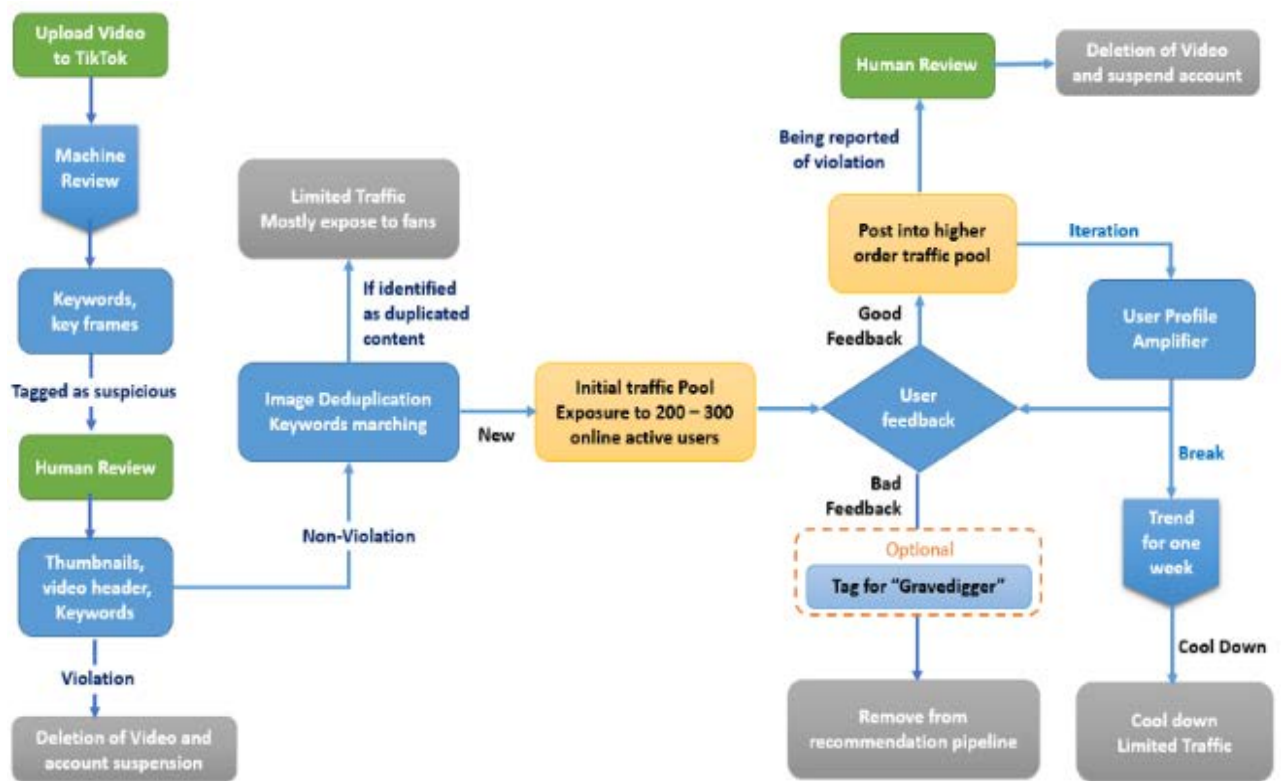 Upload Video
to TikTok
Machine
Review
Keywords,
key frames
Tagged as suspicious
Human Review
Thumbnails,
video header,
Keywords
Violation
Deletion of Video and
account suspension
Non-Violation
Image Deduplication
Keywords marching
If identified
as duplicated
content
Limited Traffic
Mostly expose to fans
New
Initial traffic Pool
Exposure to 200 – 300
online active users
User
feedback
Good
Feedback
Post into higher
order traffic pool
Being reported
of violation
Human Review
Deletion of Video
and suspend account
Iteration
User Profile
Amplifier
Break
Trend
for one
week
Cool Down
Cool down
Limited Traffic
Bad
Feedback
Optional
Tag for “Gravedigger”
Remove from
recommendation pipeline